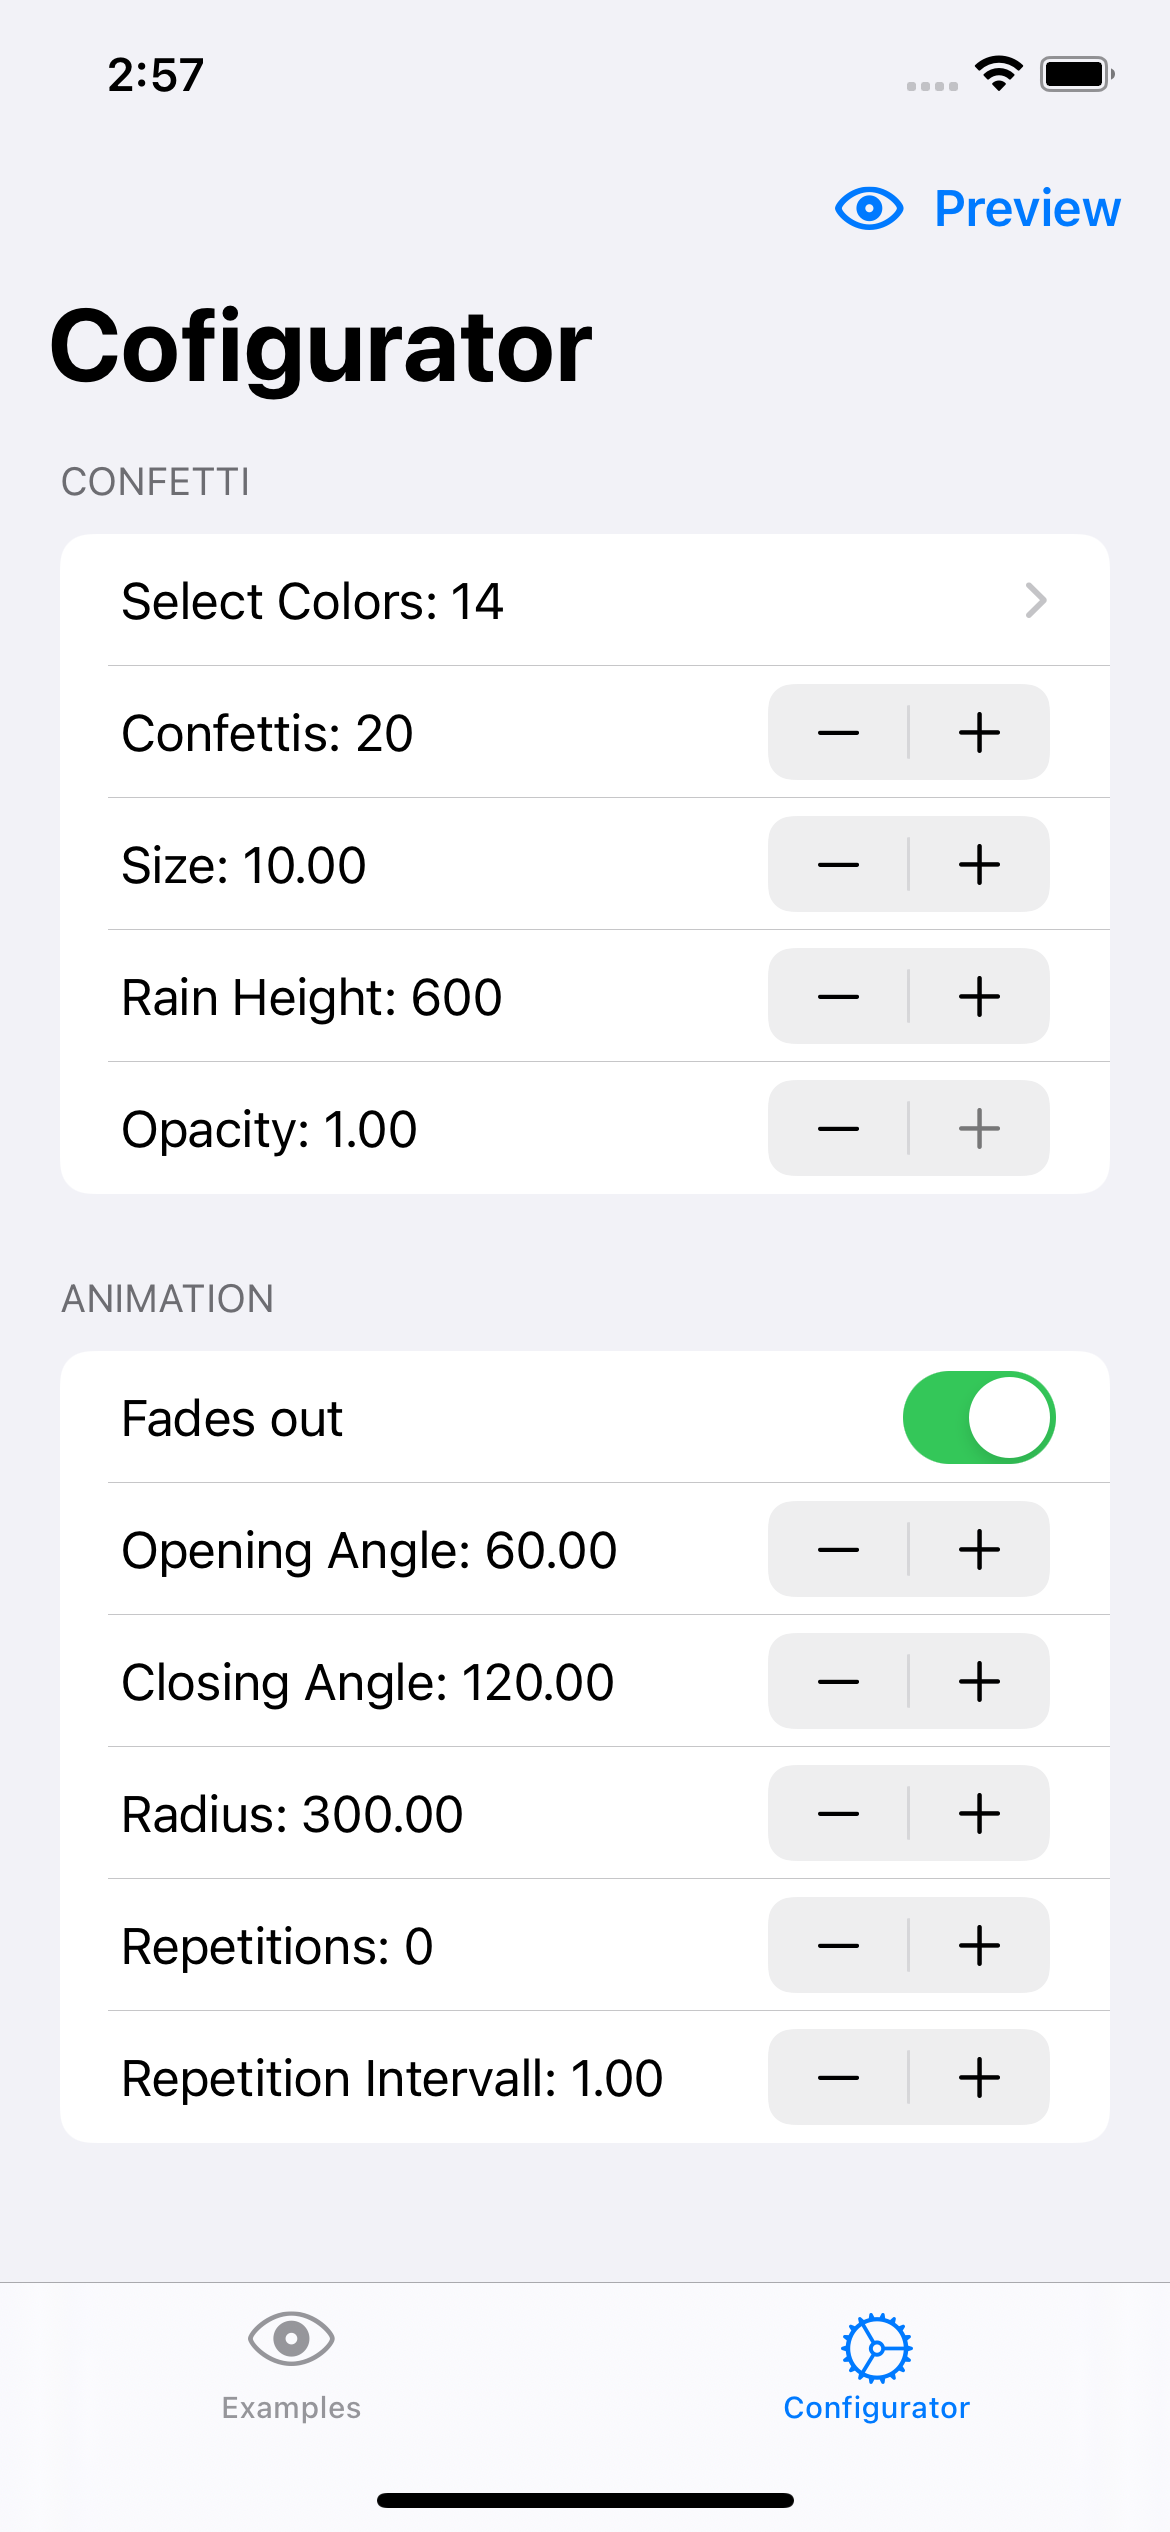 2:57
Preview
Cofigurator
CONFETTI
Select Colors: 14
Confettis: 20
Size: 10.00
Rain Height: 600
Opacity: 1.00
ANIMATION
Fades out
Opening Angle: 60.00
Closing Angle: 120.00
Radius: 300.00
Repetitions: 0
Repetition Intervall: 1.00
Examples
Configurator